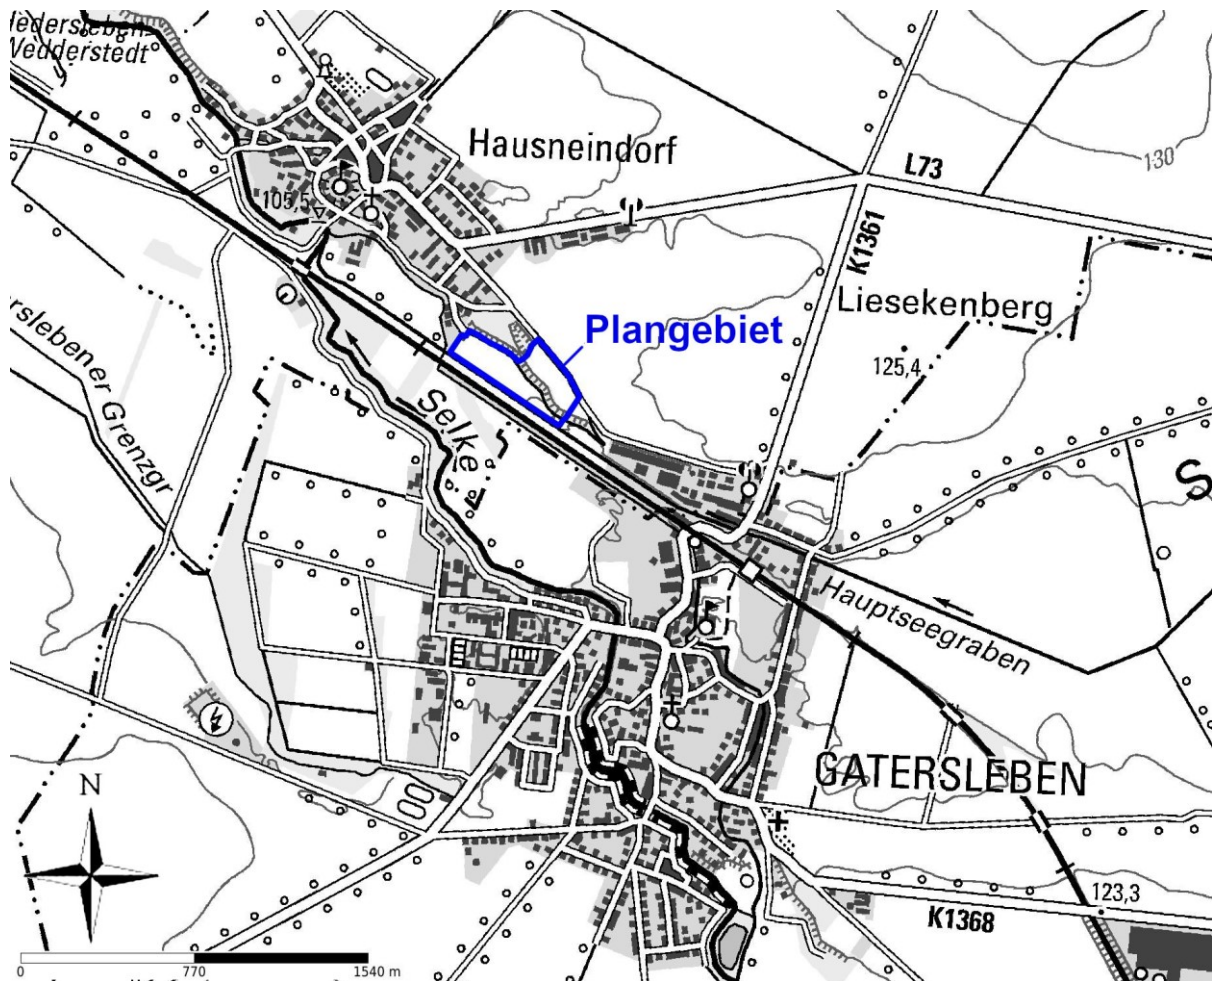 Wedderstedt
Hausneindorf
L73
130
105,5
K1361
Liesekenberg
Plangebiet
125,4
Selke
Grenzgr
S
Hauptseegraben
GATERSLEBEN
N
123,3
K1368
0
770
1540 m